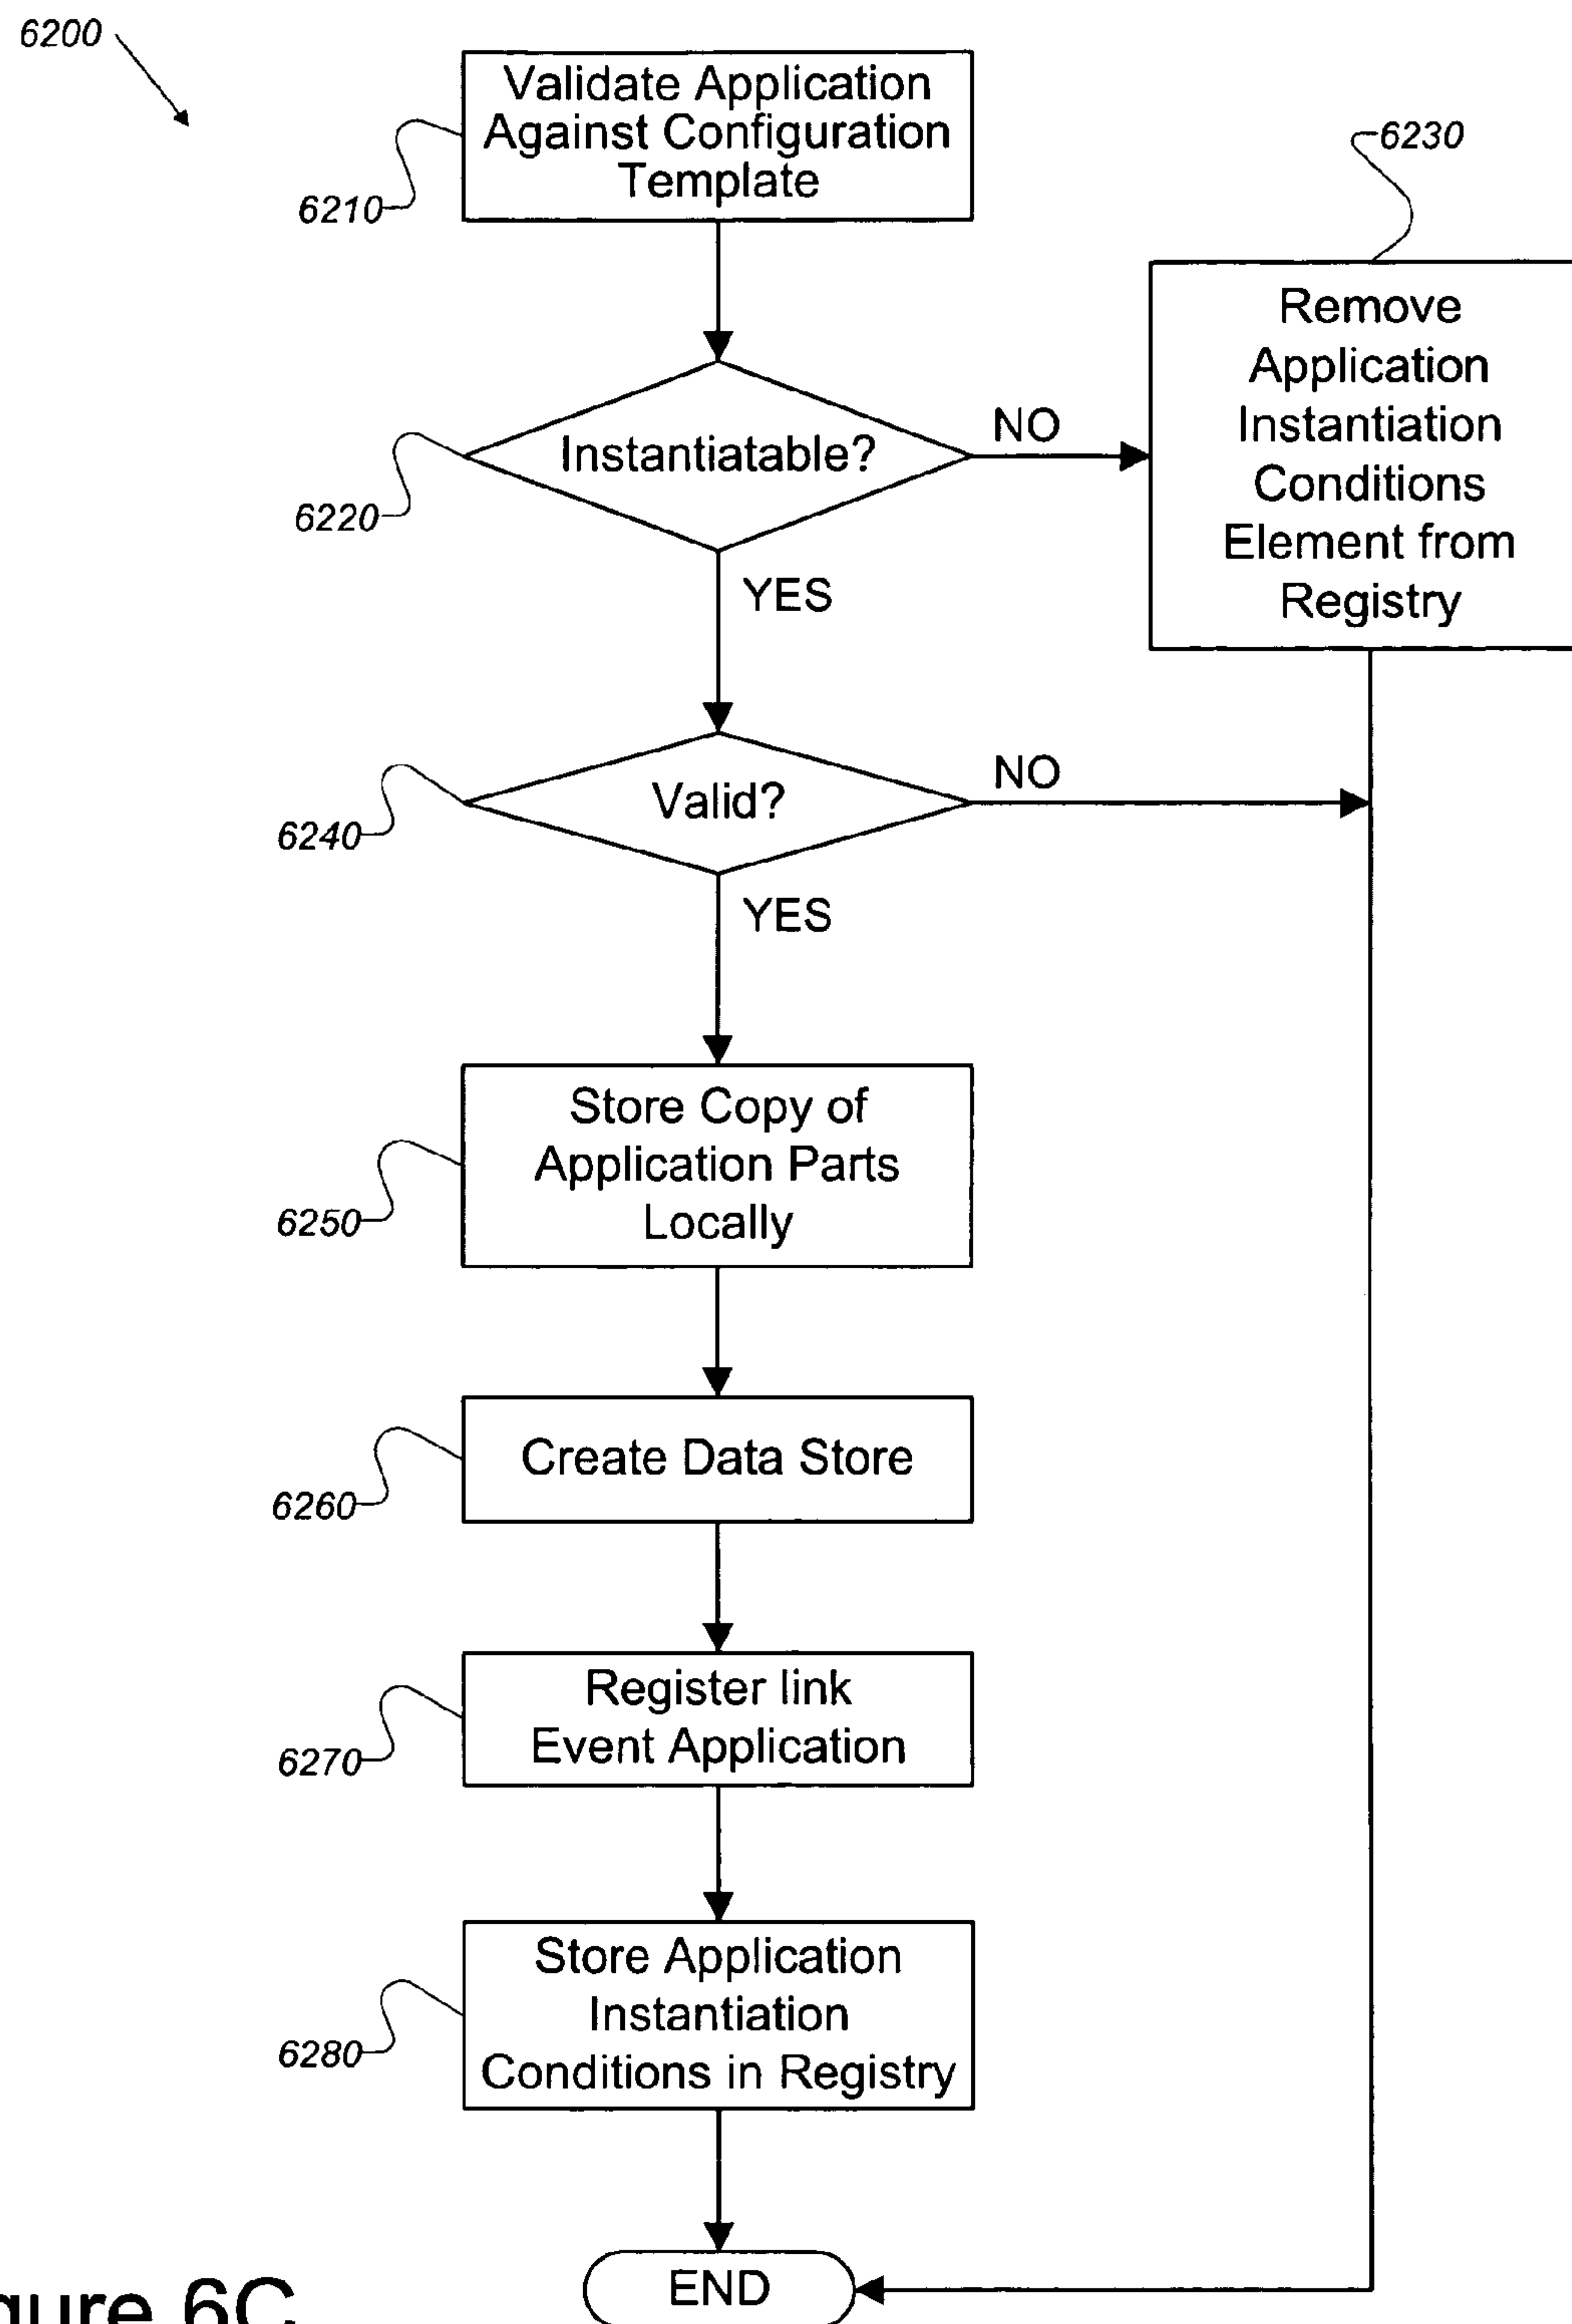 6200
Validate Application
Against Configuration
Template
6210
6230
Remove
Application
Instantiation
Conditions
Element from
Registry
Instantiatable?
NO
6220
YES
Valid?
NO
6240
YES
Store Copy of
Application Parts
Locally
6250
Create Data Store
6260
Register link
Event Application
6270
Store Application
Instantiation
Conditions in Registry
6280
END
gure 6C